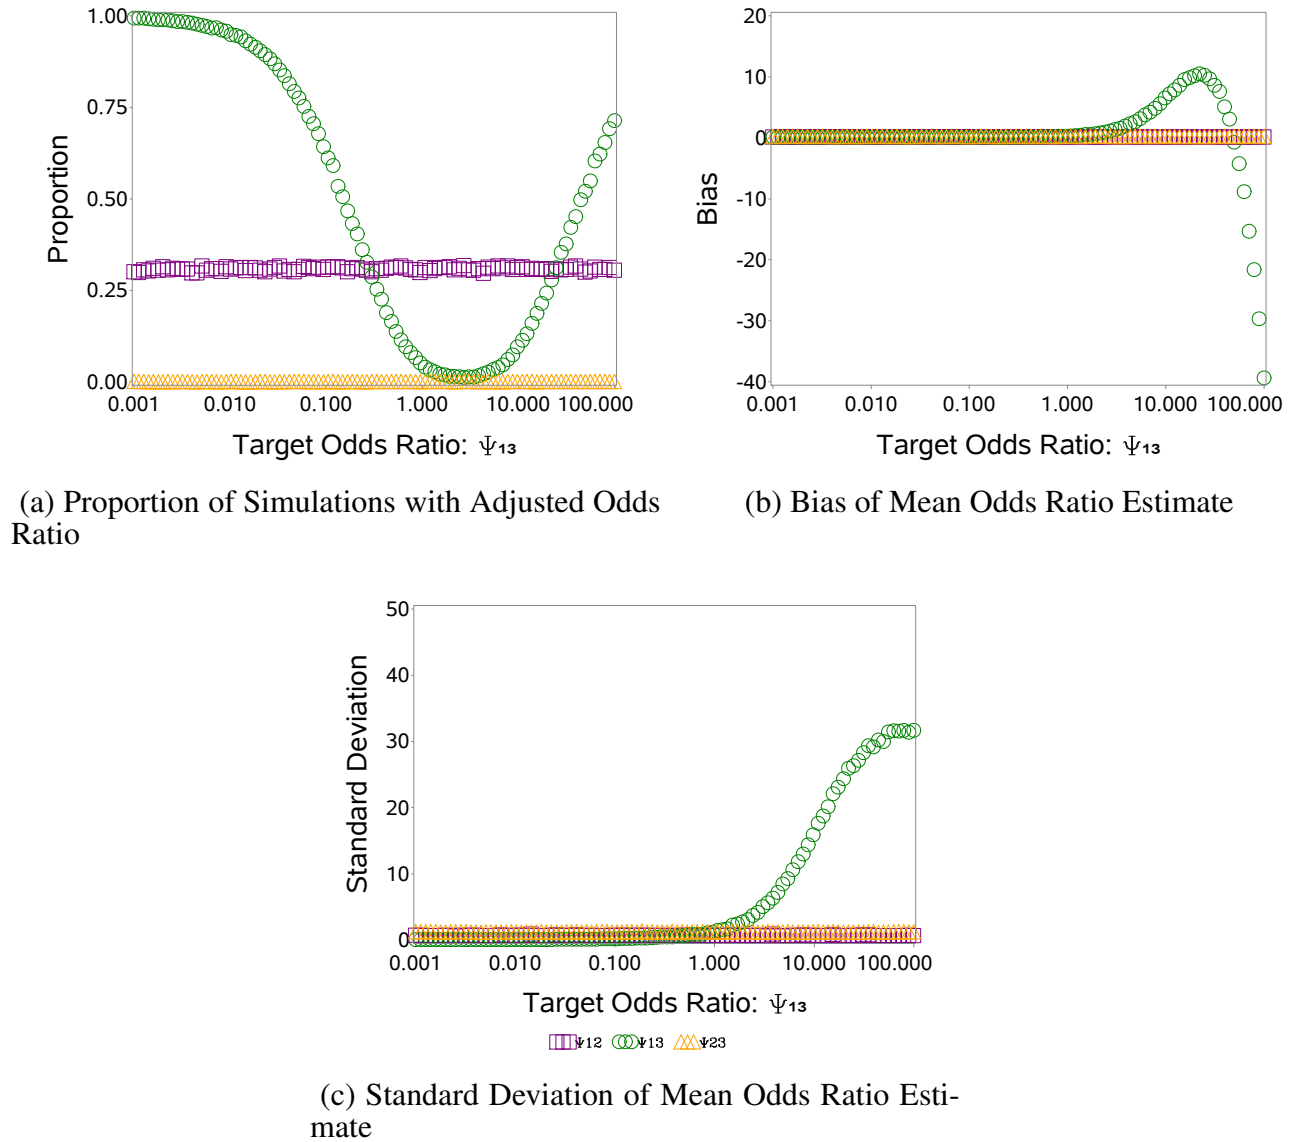 1.00
0.75
0.50
0.25
0.00
Proportion
0.001 0.010 0.100 1.000 10.000 100.000
Target Odds Ratio: Ψ13
(a) Proportion of Simulations with Adjusted Odds
Ratio
20
10
0
-10
-20
-30
-40
Bias
0.001 0.010 0.100 1.000 10.000 100.000
Target Odds Ratio: Ψ13
(b) Bias of Mean Odds Ratio Estimate
50
40
30
20
10
0
Standard Deviation
0.001 0.010 0.100 1.000 10.000 100.000
Target Odds Ratio: Ψ13
Ψ12 Ψ13 Ψ23
(c) Standard Deviation of Mean Odds Ratio Esti-
mate